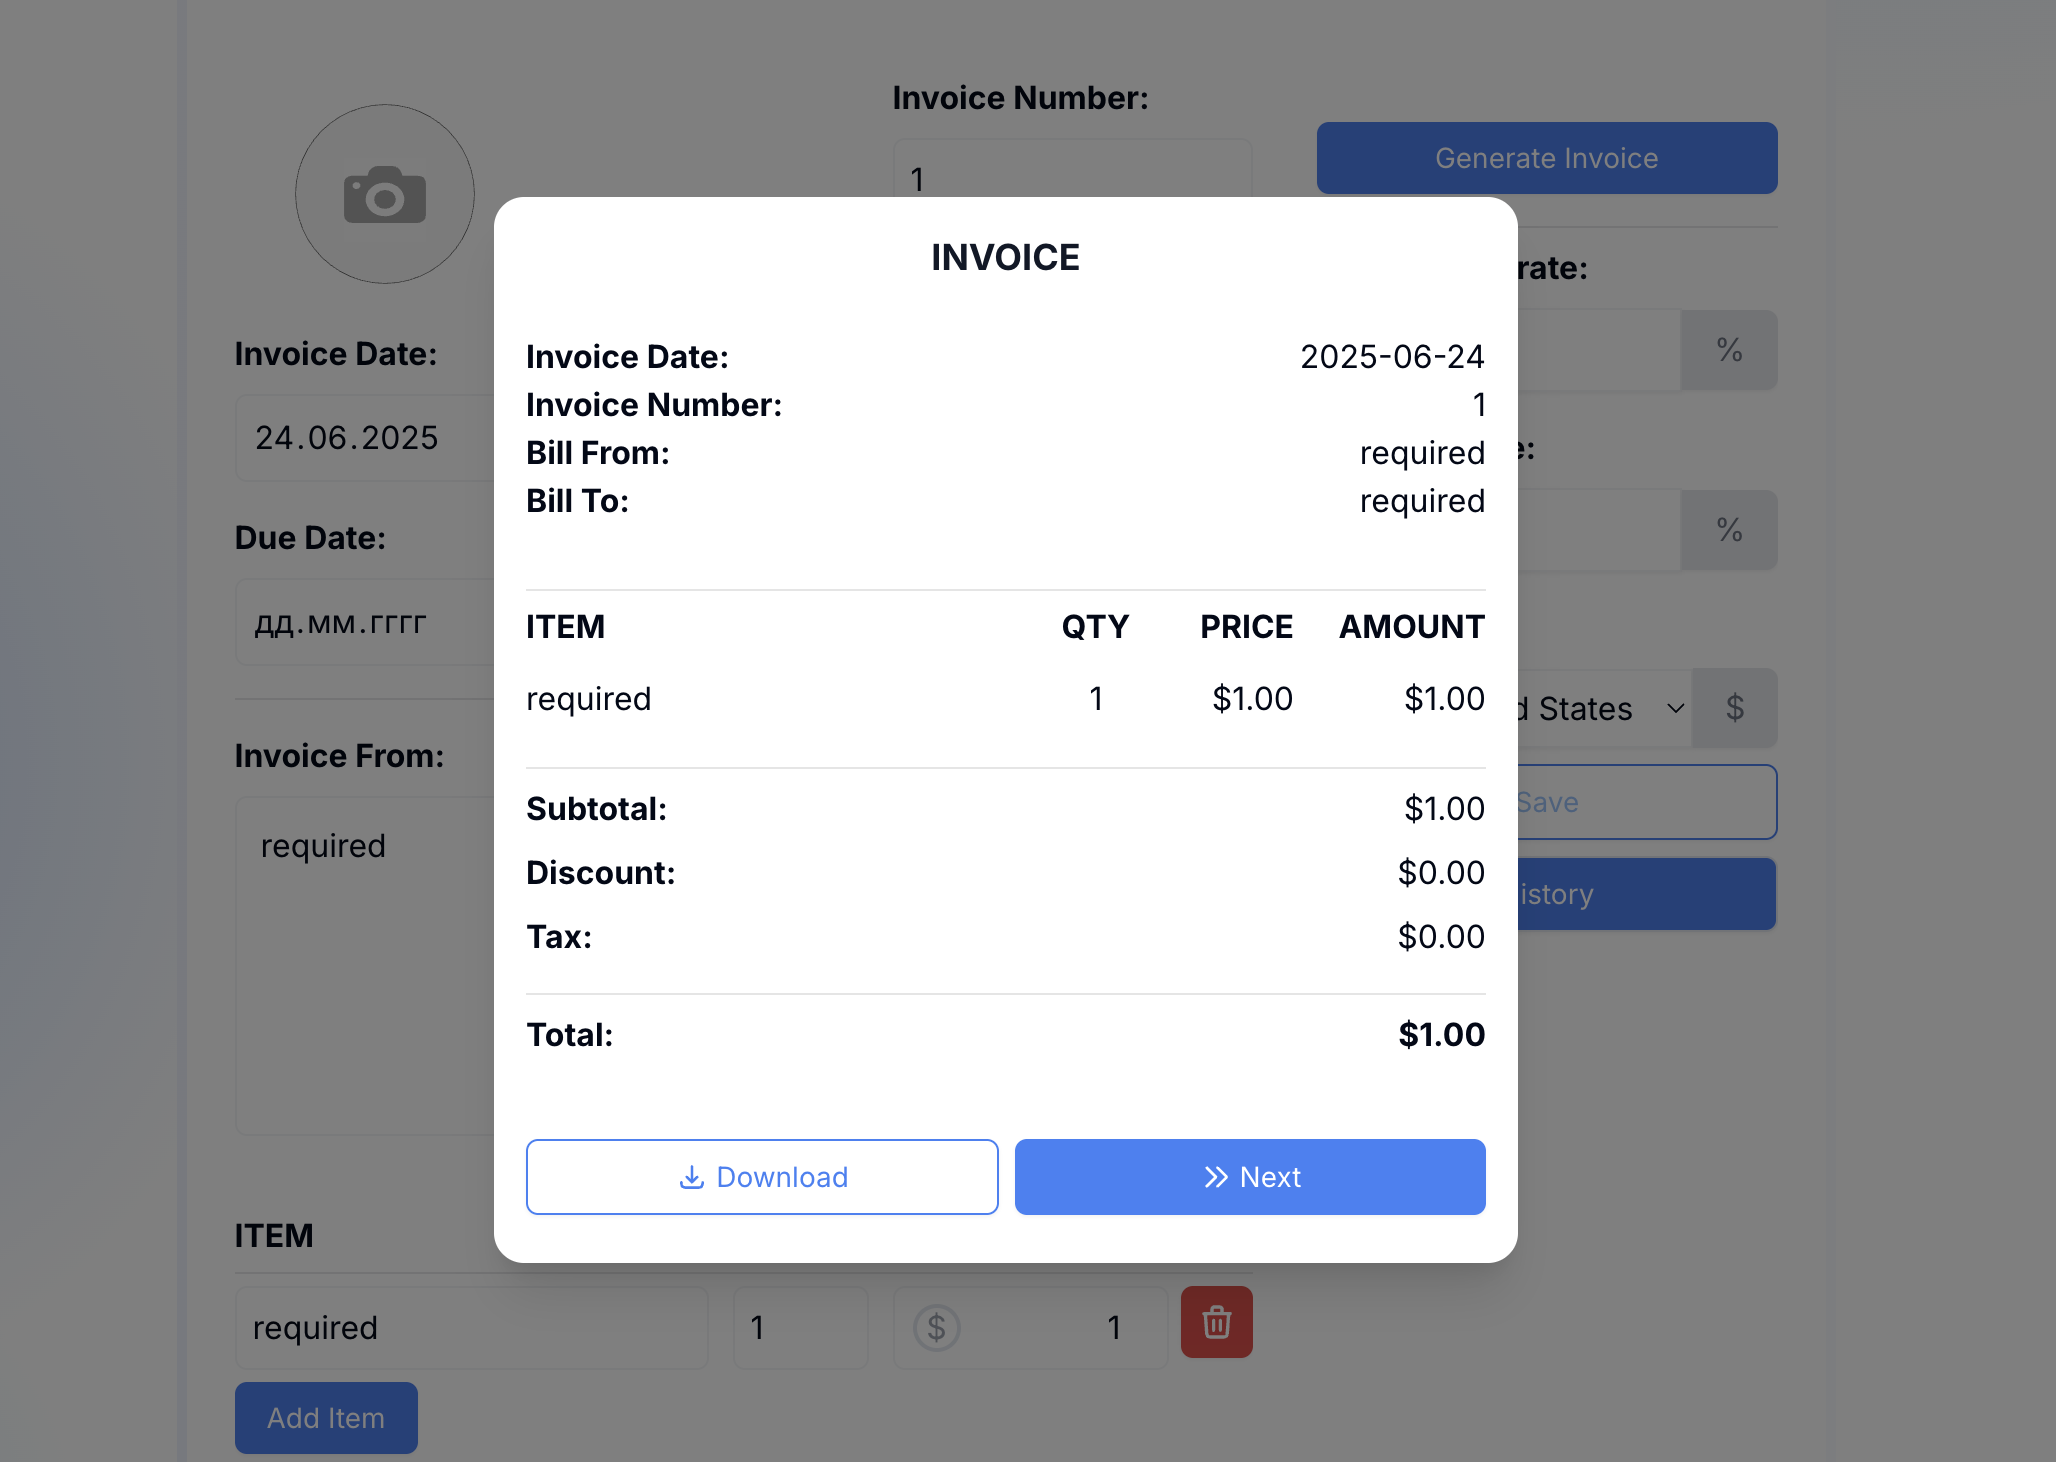 Invoice Number:
1
Generate Invoice
rate:
%
Invoice Date:
24.06.2025
Due Date:
дд.мм.гггг
Invoice From:
required
INVOICE
Invoice Date: 2025-06-24
Invoice Number: 1
Bill From: required
Bill To: required
ITEM QTY PRICE AMOUNT
required 1 $1.00 $1.00
Subtotal: $1.00
Discount: $0.00
Tax: $0.00
Total: $1.00
Download
Next
%
States $
Save
ITEM
required 1 $ 1
Add Item